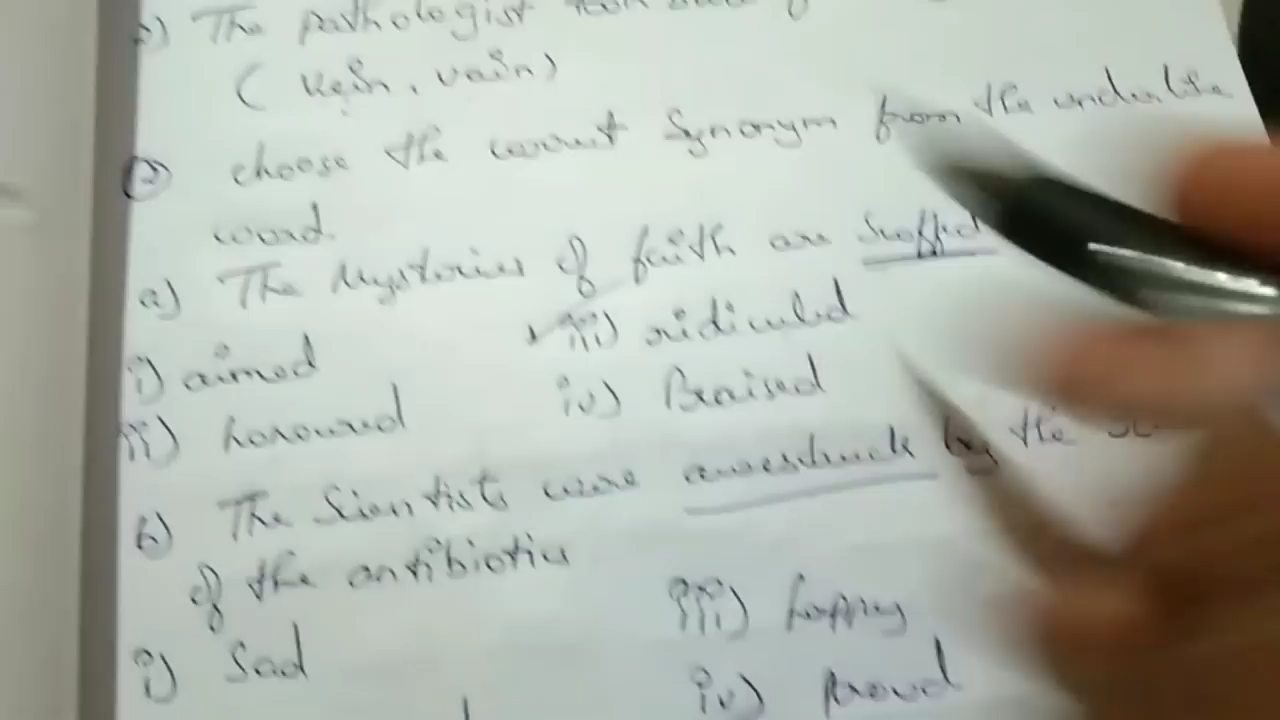 The pathologist
( vein, vain)
choose the correct Synonym from the underline
word.
a) The Mysteries of faith are Scoffed
i) aimed iii) ridiculed
ii) honoured iv) Praised
b) The Scientists were awestruck by the
of the antibiotics
i) Sad iii) happy
iv) proud